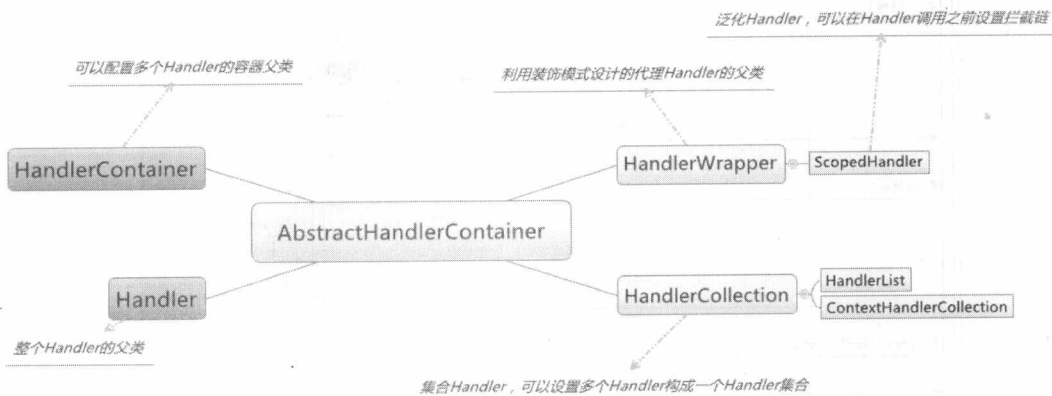 泛化Handler，可以在Handler调用之前设置拦截链
可以配置多个Handler的容器父类
利用装饰模式设计的代理Handler的父类
HandlerContainer
HandlerWrapper
ScopedHandler
AbstractHandlerContainer
Handler
HandlerCollection
HandlerList
ContextHandlerCollection
整个Handler的父类
集合Handler，可以设置多个Handler构成一个Handler集合